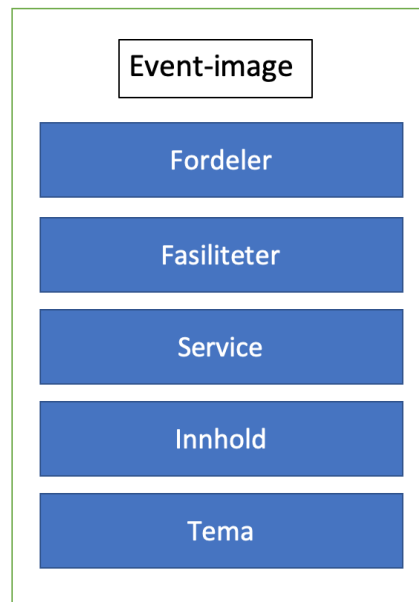 Event-image
Fordeler
Fasiliteter
Service
Innhold
Tema